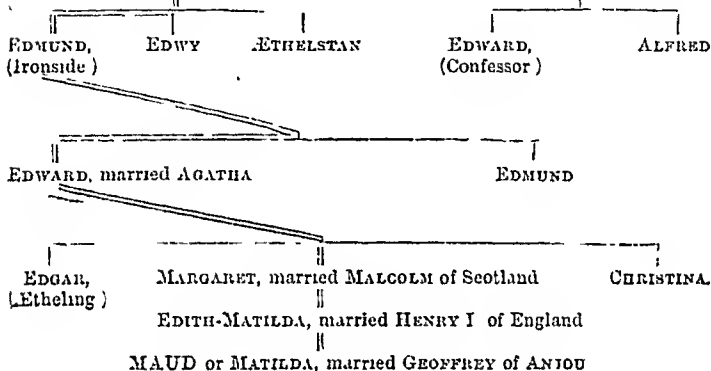 EDMUND, EDWY ÆTHELSTAN EDWARD, ALFRED
(Ironside) (Confessor)
EDWARD, married AGATHA EDMUND
EDGAR, MARGARET, married MALCOLM of Scotland CHRISTINA.
(Ætheling) 
EDITH-MATILDA, married HENRY I of England
MAUD or MATILDA, married GEOFFREY of ANJOU